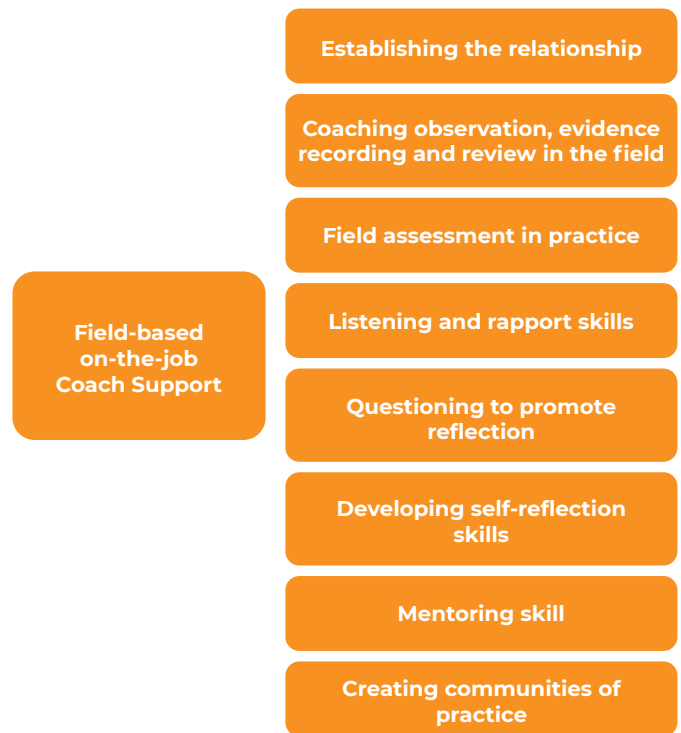 Field-based
on-the-job
Coach Support
Establishing the relationship
Coaching observation, evidence
recording and review in the field
Field assessment in practice
Listening and rapport skills
Questioning to promote
reflection
Developing self-reflection
skills
Mentoring skill
Creating communities of
practice